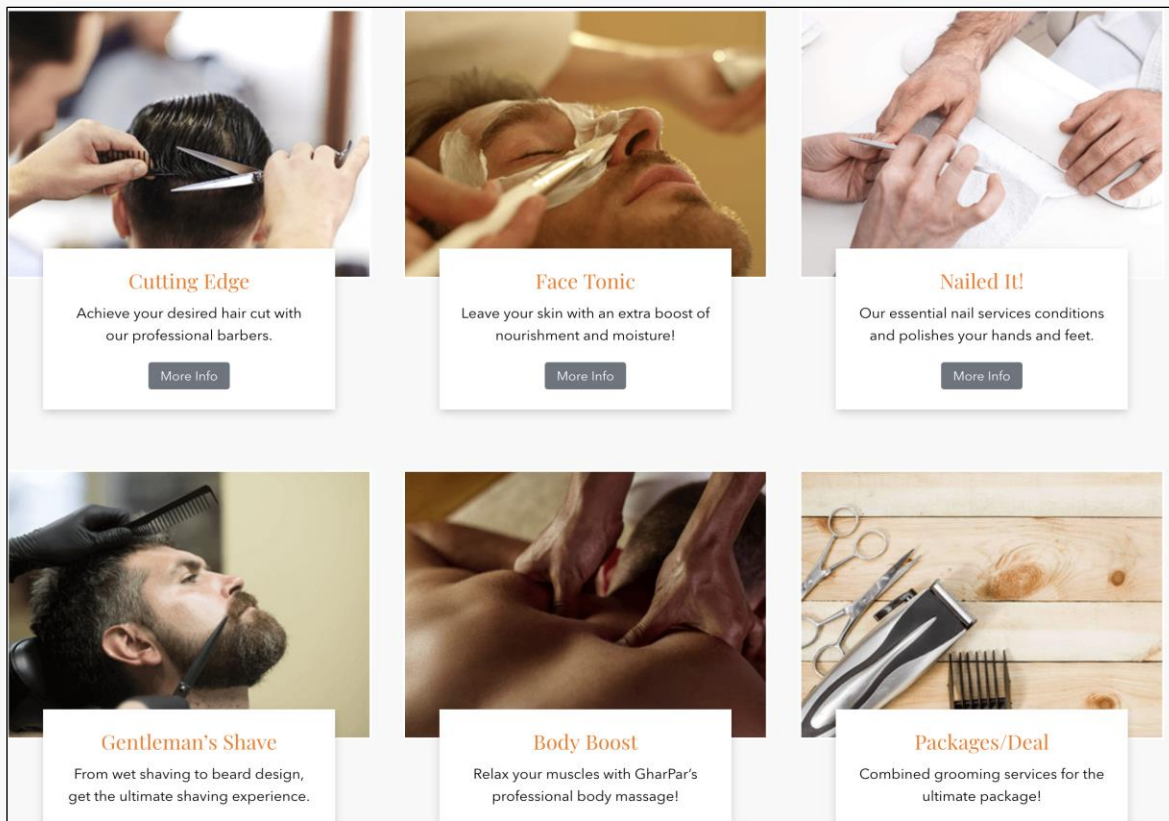 Cutting Edge
Achieve your desired hair cut with
our professional barbers.
More Info
Face Tonic
Leave your skin with an extra boost of
nourishment and moisture!
More Info
Nailed It!
Our essential nail services conditions
and polishes your hands and feet.
More Info
Gentleman's Shave
From wet shaving to beard design,
get the ultimate shaving experience.
Body Boost
Relax your muscles with GharPar's
professional body massage!
Packages/Deal
Combined grooming services for the
ultimate package!